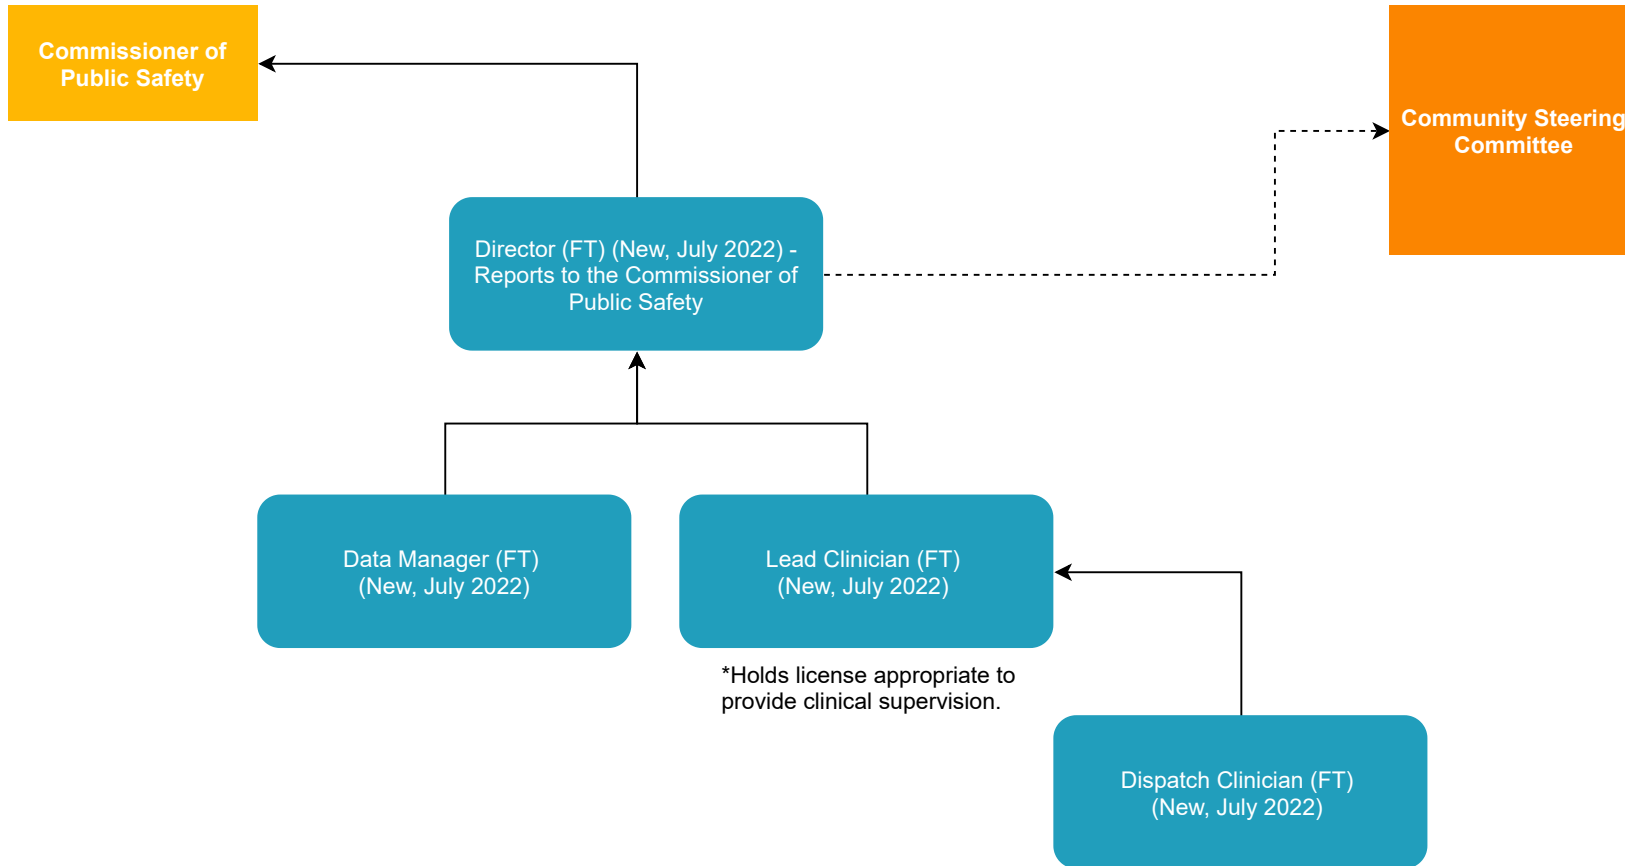 Commissioner of
Public Safety
Community Steering
Committee
Director (FT) (New, July 2022) -
Reports to the Commissioner of
Public Safety
Data Manager (FT)
(New, July 2022)
Lead Clinician (FT)
(New, July 2022)
*Holds license appropriate to
provide clinical supervision.
Dispatch Clinician (FT)
(New, July 2022)